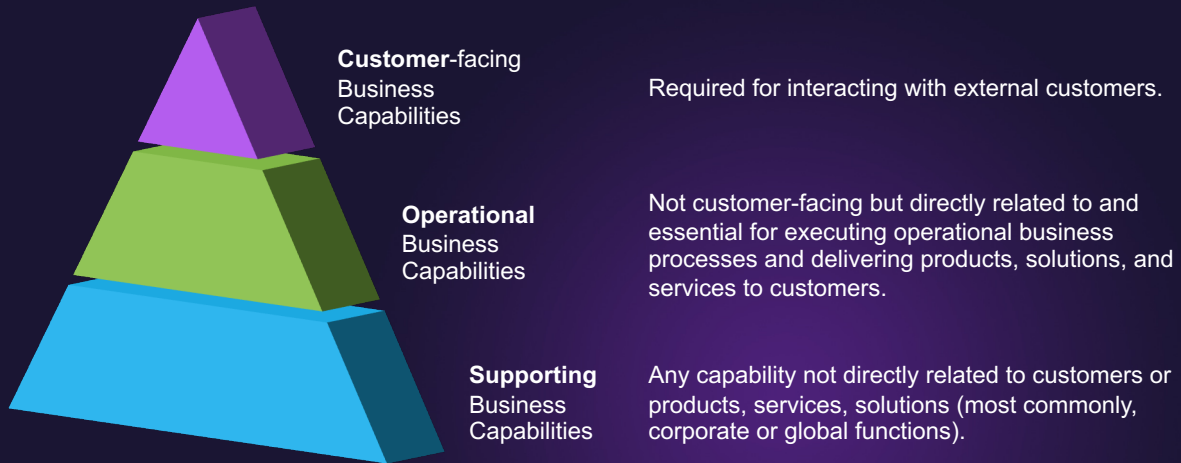 Customer-facing
Business
Capabilities
Required for interacting with external customers.
Operational
Business
Capabilities
Not customer-facing but directly related to and
essential for executing operational business
processes and delivering products, solutions, and
services to customers.
Supporting
Business
Capabilities
Any capability not directly related to customers or
products, services, solutions (most commonly,
corporate or global functions).